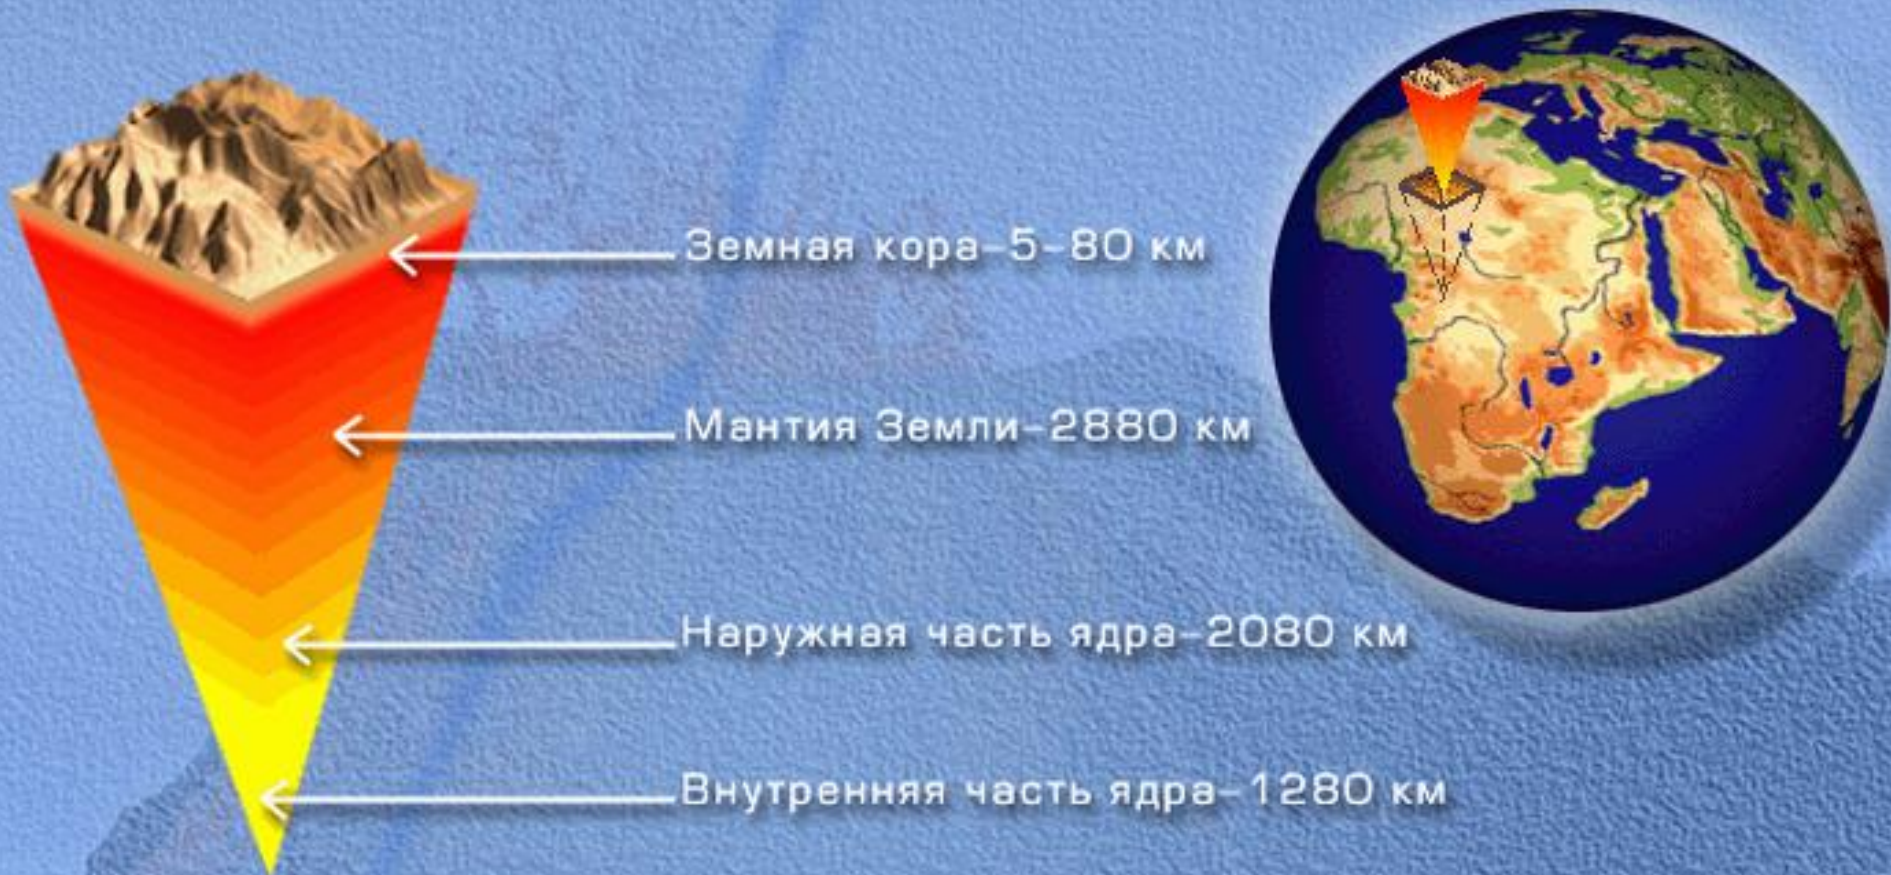 Земная кора–5–80 км
Мантия Земли–2880 км
Наружная часть ядра–2080 км
Внутренняя часть ядра–1280 км